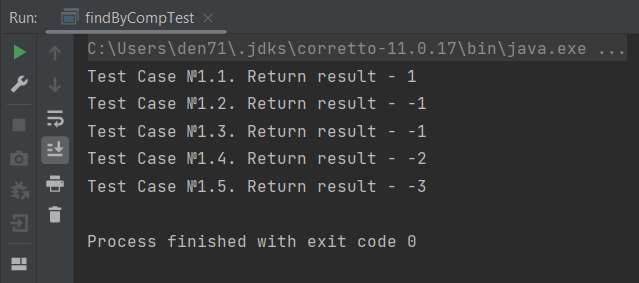 Run: findByCompTest ×
C:\Users\den71\.jdks\corretto-11.0.17\bin\java.exe ...
Test Case №1.1. Return result - 1
Test Case №1.2. Return result - -1
Test Case №1.3. Return result - -1
Test Case №1.4. Return result - -2
Test Case №1.5. Return result - -3
Process finished with exit code 0